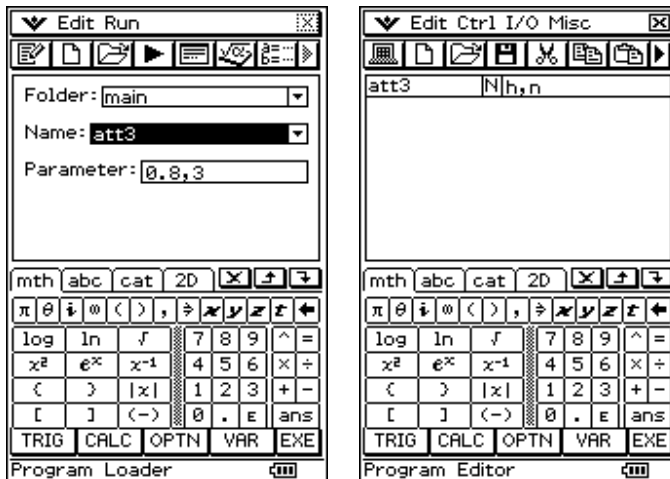 Edit Run
Folder: main
Name: att3
Parameter: 0.8,3
mth abc cat 2D
π θ i ∞ ( ) , ⇒ x y z t ←
log ln √ 7 8 9 ^ =
x² eˣ x⁻¹ 4 5 6 × ÷
( ) |x| 1 2 3 + −
[ ] (−) 0 . E ans
TRIG CALC OPTN VAR EXE
Program Loader
Edit Ctrl I/O Misc
att3 N h,n
mth abc cat 2D
π θ i ∞ ( ) , ⇒ x y z t ←
log ln √ 7 8 9 ^ =
x² eˣ x⁻¹ 4 5 6 × ÷
( ) |x| 1 2 3 + −
[ ] (−) 0 . E ans
TRIG CALC OPTN VAR EXE
Program Editor